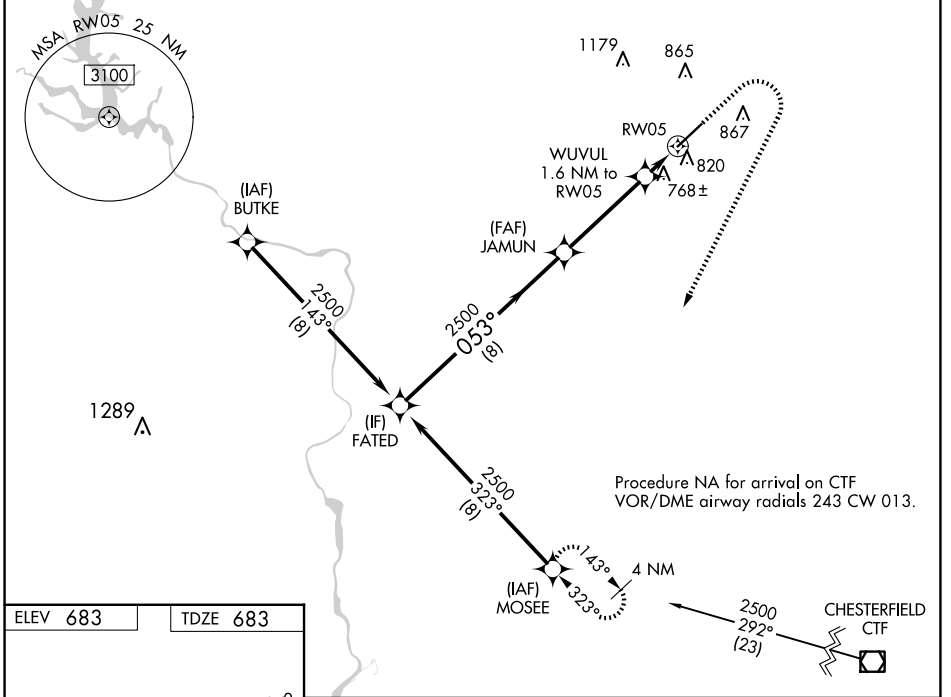 MSA RW05 25 NM
3100
1179
865
RW05
867
WUVUL
1.6 NM to
RW05
820
768±
(IAF)
BUTKE
(FAF)
JAMUN
2500
143°
(8)
2500
053°
(8)
1289
(IF)
FATED
2500
323°
(8)
Procedure NA for arrival on CTF
VOR/DME airway radials 243 CW 013.
143°
4 NM
323°
(IAF)
MOSEE
2500
292°
(23)
CHESTERFIELD
CTF
ELEV 683
TDZE 683